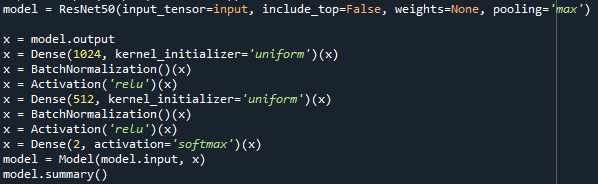 model = ResNet50(input_tensor=input, include_top=False, weights=None, pooling='max')
x = model.output
x = Dense(1024, kernel_initializer='uniform')(x)
x = BatchNormalization()(x)
x = Activation('relu')(x)
x = Dense(512, kernel_initializer='uniform')(x)
x = BatchNormalization()(x)
x = Activation('relu')(x)
x = Dense(2, activation='softmax')(x)
model = Model(model.input, x)
model.summary()